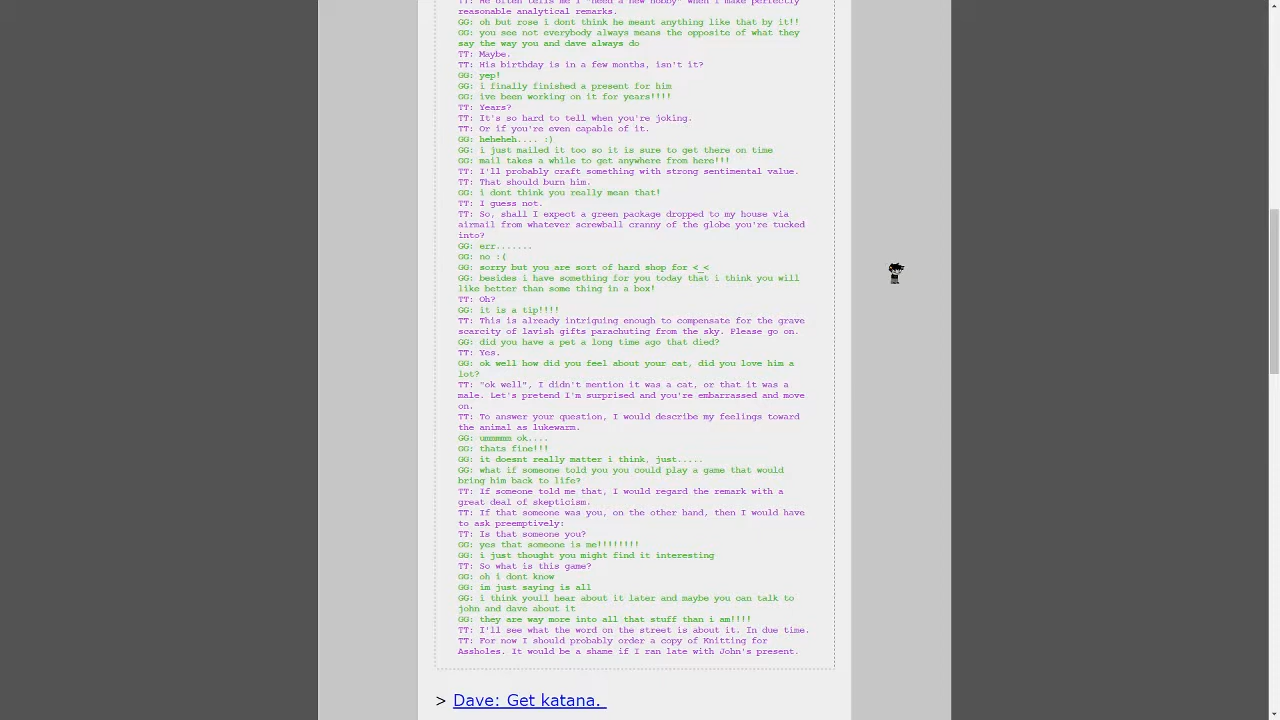 TT: He often tells me I "need a new hobby" when I make perfectly
reasonable analytical remarks.
GG: oh but rose i dont think he meant anything like that by it!!
GG: you see not everybody always means the opposite of what they
say the way you and dave always do
TT: Maybe.
TT: His birthday is in a few months, isn't it?
GG: yep!
GG: i finally finished a present for him
GG: ive been working on it for years!!!!
TT: Years?
TT: It's so hard to tell when you're joking.
TT: Or if you're even capable of it.
GG: heheheh.... :)
GG: i just mailed it too so it is sure to get there on time
GG: mail takes a while to get anywhere from here!!!
TT: I'll probably craft something with strong sentimental value.
TT: That should burn him.
GG: i dont think you really mean that!
TT: I guess not.
TT: So, shall I expect a green package dropped to my house via
airmail from whatever screwball cranny of the globe you're tucked
into?
GG: err.......
GG: no :(
GG: sorry but you are sort of hard shop for <_<
GG: besides i have something for you today that i think you will
like better than some thing in a box!
TT: Oh?
GG: it is a tip!!!!
TT: This is already intriguing enough to compensate for the grave
scarcity of lavish gifts parachuting from the sky. Please go on.
GG: did you have a pet a long time ago that died?
TT: Yes.
GG: ok well how did you feel about your cat, did you love him a
lot?
TT: "ok well", I didn't mention it was a cat, or that it was a
male. Let's pretend I'm surprised and you're embarrassed and move
on.
TT: To answer your question, I would describe my feelings toward
the animal as lukewarm.
GG: ummmmm ok....
GG: thats fine!!!
GG: it doesnt really matter i think, just.....
GG: what if someone told you you could play a game that would
bring him back to life?
TT: If someone told me that, I would regard the remark with a
great deal of skepticism.
TT: If that someone was you, on the other hand, then I would have
to ask preemptively:
TT: Is that someone you?
GG: yes that someone is me!!!!!!!!
GG: i just thought you might find it interesting
TT: So what is this game?
GG: oh i dont know
GG: im just saying is all
GG: i think youll hear about it later and maybe you can talk to
john and dave about it
GG: they are way more into all that stuff than i am!!!!
TT: I'll see what the word on the street is about it. In due time.
TT: For now I should probably order a copy of Knitting for
Assholes. It would be a shame if I ran late with John's present.
> Dave: Get katana.